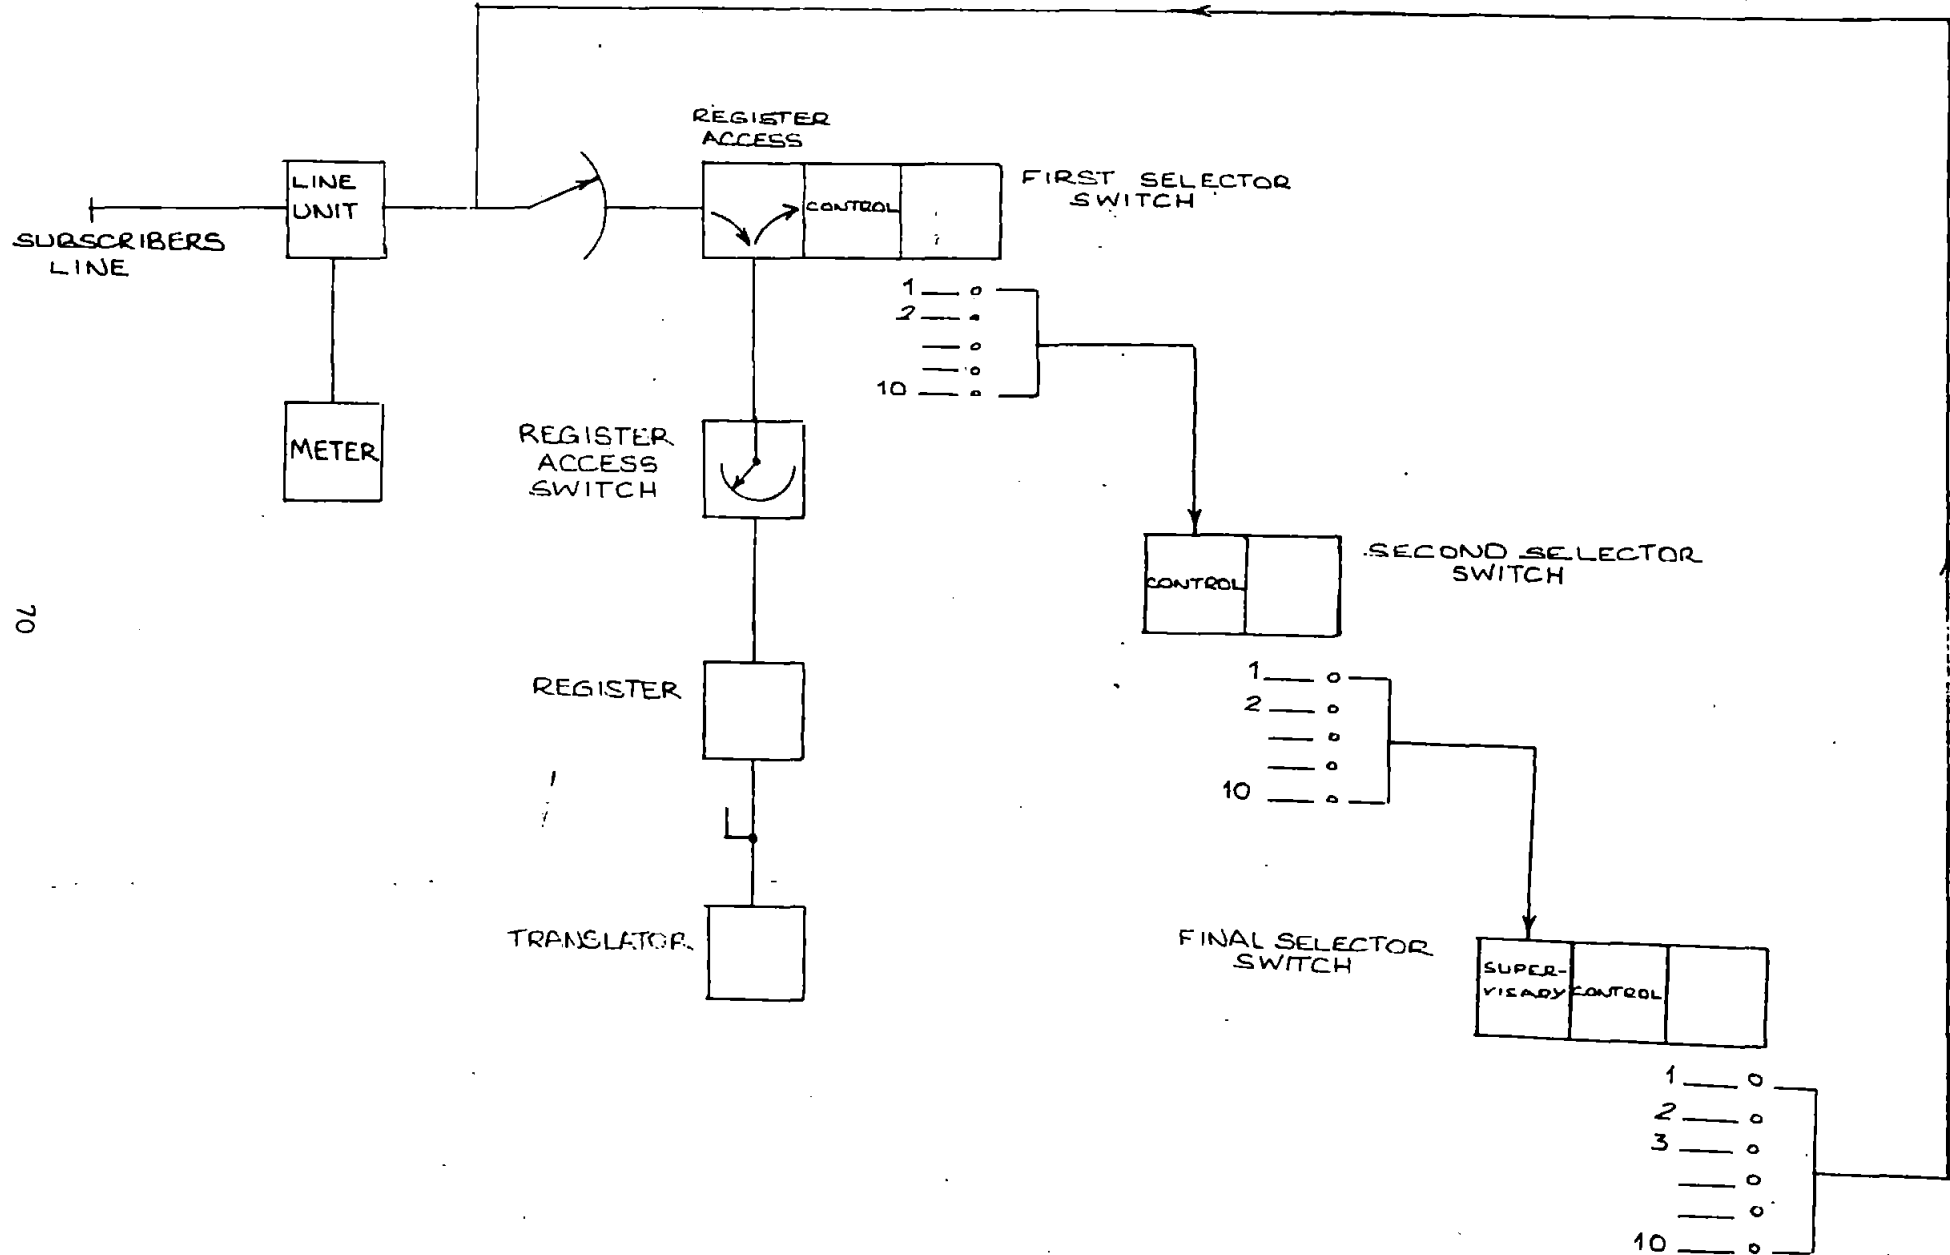 REGISTER
ACCESS
LINE
UNIT
CONTROL
FIRST SELECTOR
SWITCH
SUBSCRIBERS
LINE
1
2
10
METER
REGISTER
ACCESS
SWITCH
CONTROL
SECOND SELECTOR
SWITCH
70
REGISTER
1
2
10
TRANSLATOR
FINAL SELECTOR
SWITCH
SUPER-
VISADY
CONTROL
1
2
3
10